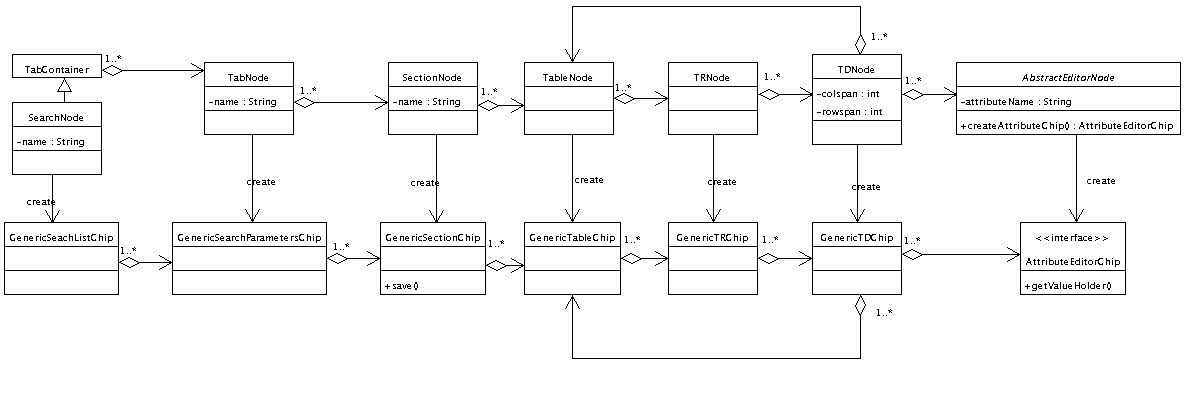 1..*
TabContainer
1..*
TabNode
-name : String
1..*
SectionNode
-name : String
1..*
TableNode
1..*
TRNode
1..*
TDNode
-colspan : int
-rowspan : int
1..*
AbstractEditorNode
-attributeName : String
+createAttributeChip() : AttributeEditorChip
SearchNode
-name : String
create
create
create
create
create
create
create
GenericSeachListChip
1..*
GenericSearchParametersChip
1..*
GenericSectionChip
+save()
1..*
GenericTableChip
1..*
GenericTRChip
1..*
GenericTDChip
1..*
<<interface>>
AttributeEditorChip
+getValueHolder()
1..*